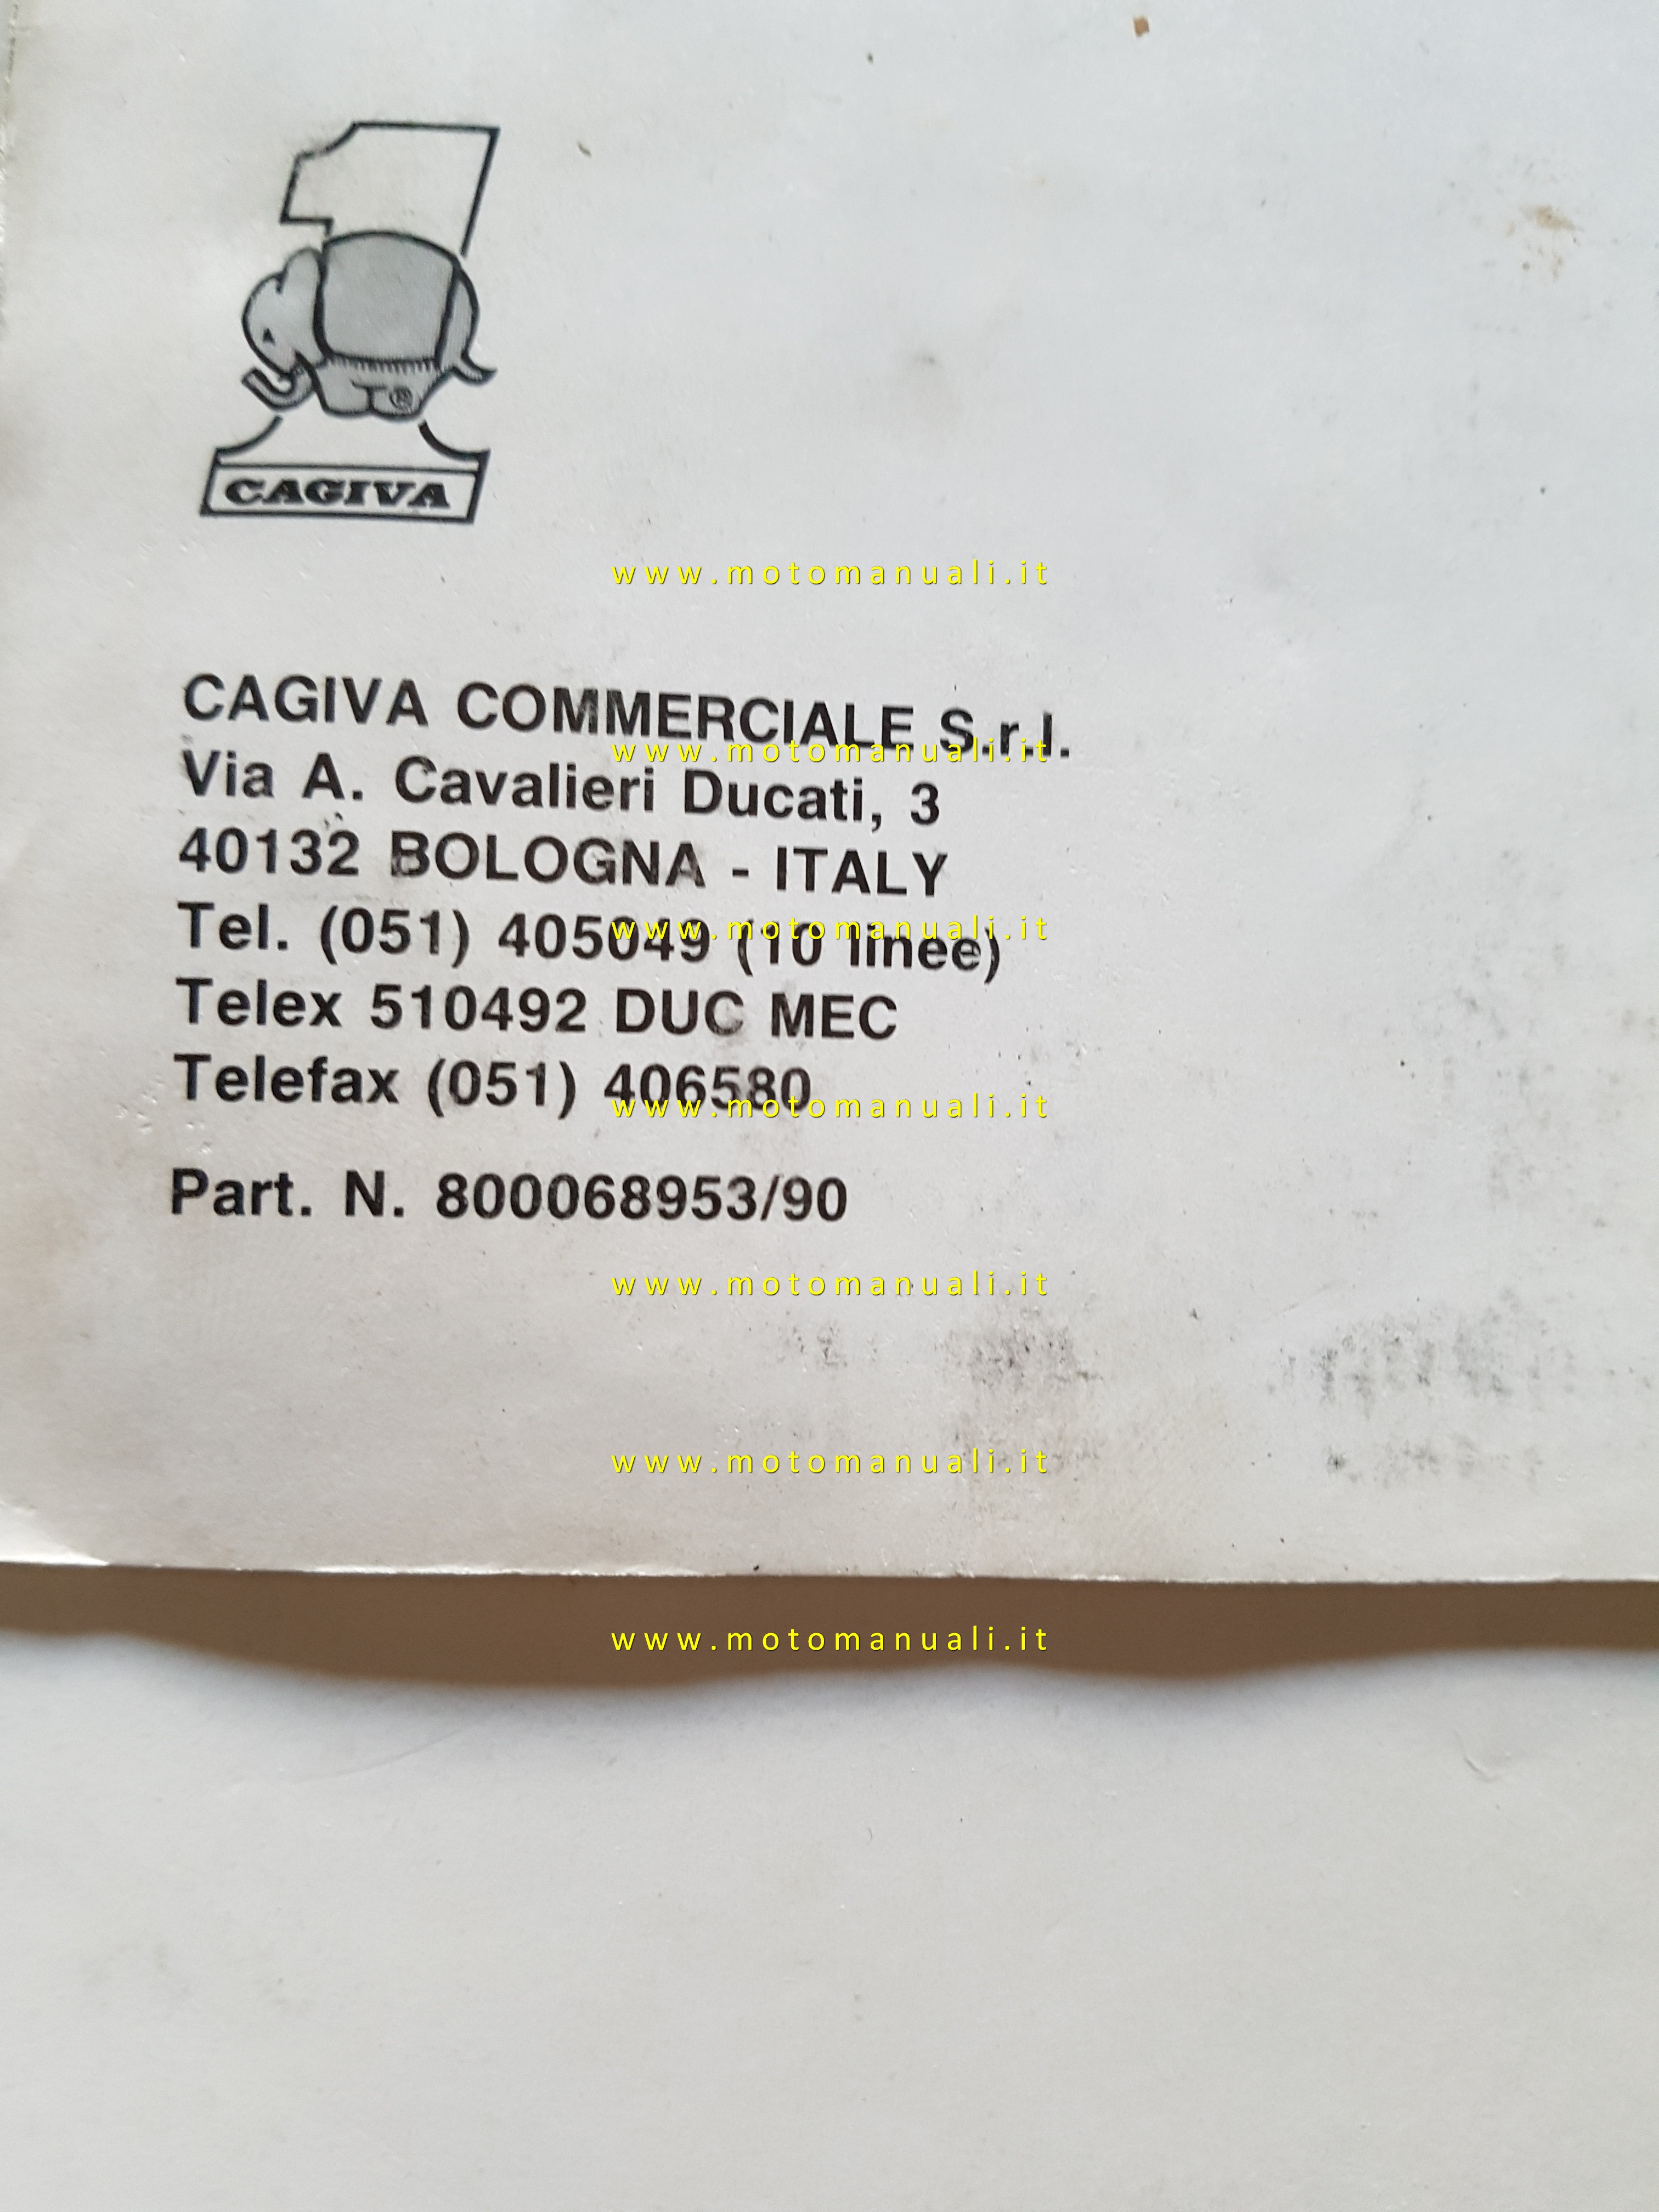 1
®
CAGIVA
www.motomanuali.it
CAGIVA COMMERCIALE S.r.l.
www.motomanuali.it
Via A. Cavalieri Ducati, 3
40132 BOLOGNA - ITALY
Tel. (051) 405049 (10 linee)
www.motomanuali.it
Telex 510492 DUC MEC
Telefax (051) 406580
www.motomanuali.it
Part. N. 800068953/90
www.motomanuali.it
www.motomanuali.it
www.motomanuali.it